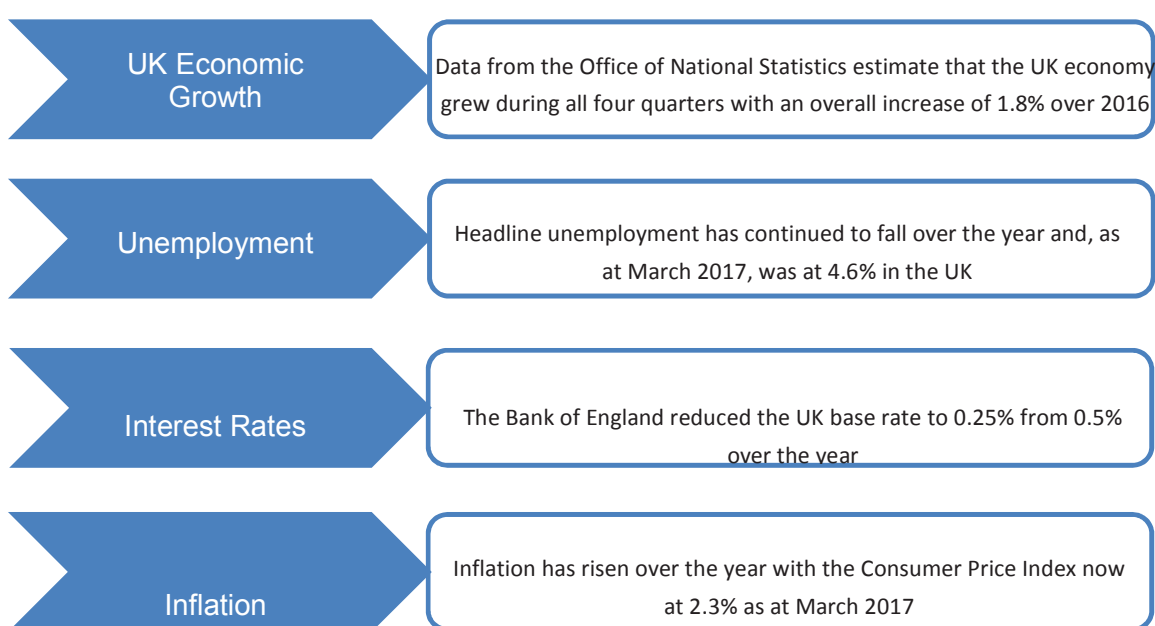 UK Economic
Growth
Data from the Office of National Statistics estimate that the UK economy
grew during all four quarters with an overall increase of 1.8% over 2016
Unemployment
Headline unemployment has continued to fall over the year and, as
at March 2017, was at 4.6% in the UK
Interest Rates
The Bank of England reduced the UK base rate to 0.25% from 0.5%
over the year
Inflation
Inflation has risen over the year with the Consumer Price Index now
at 2.3% as at March 2017